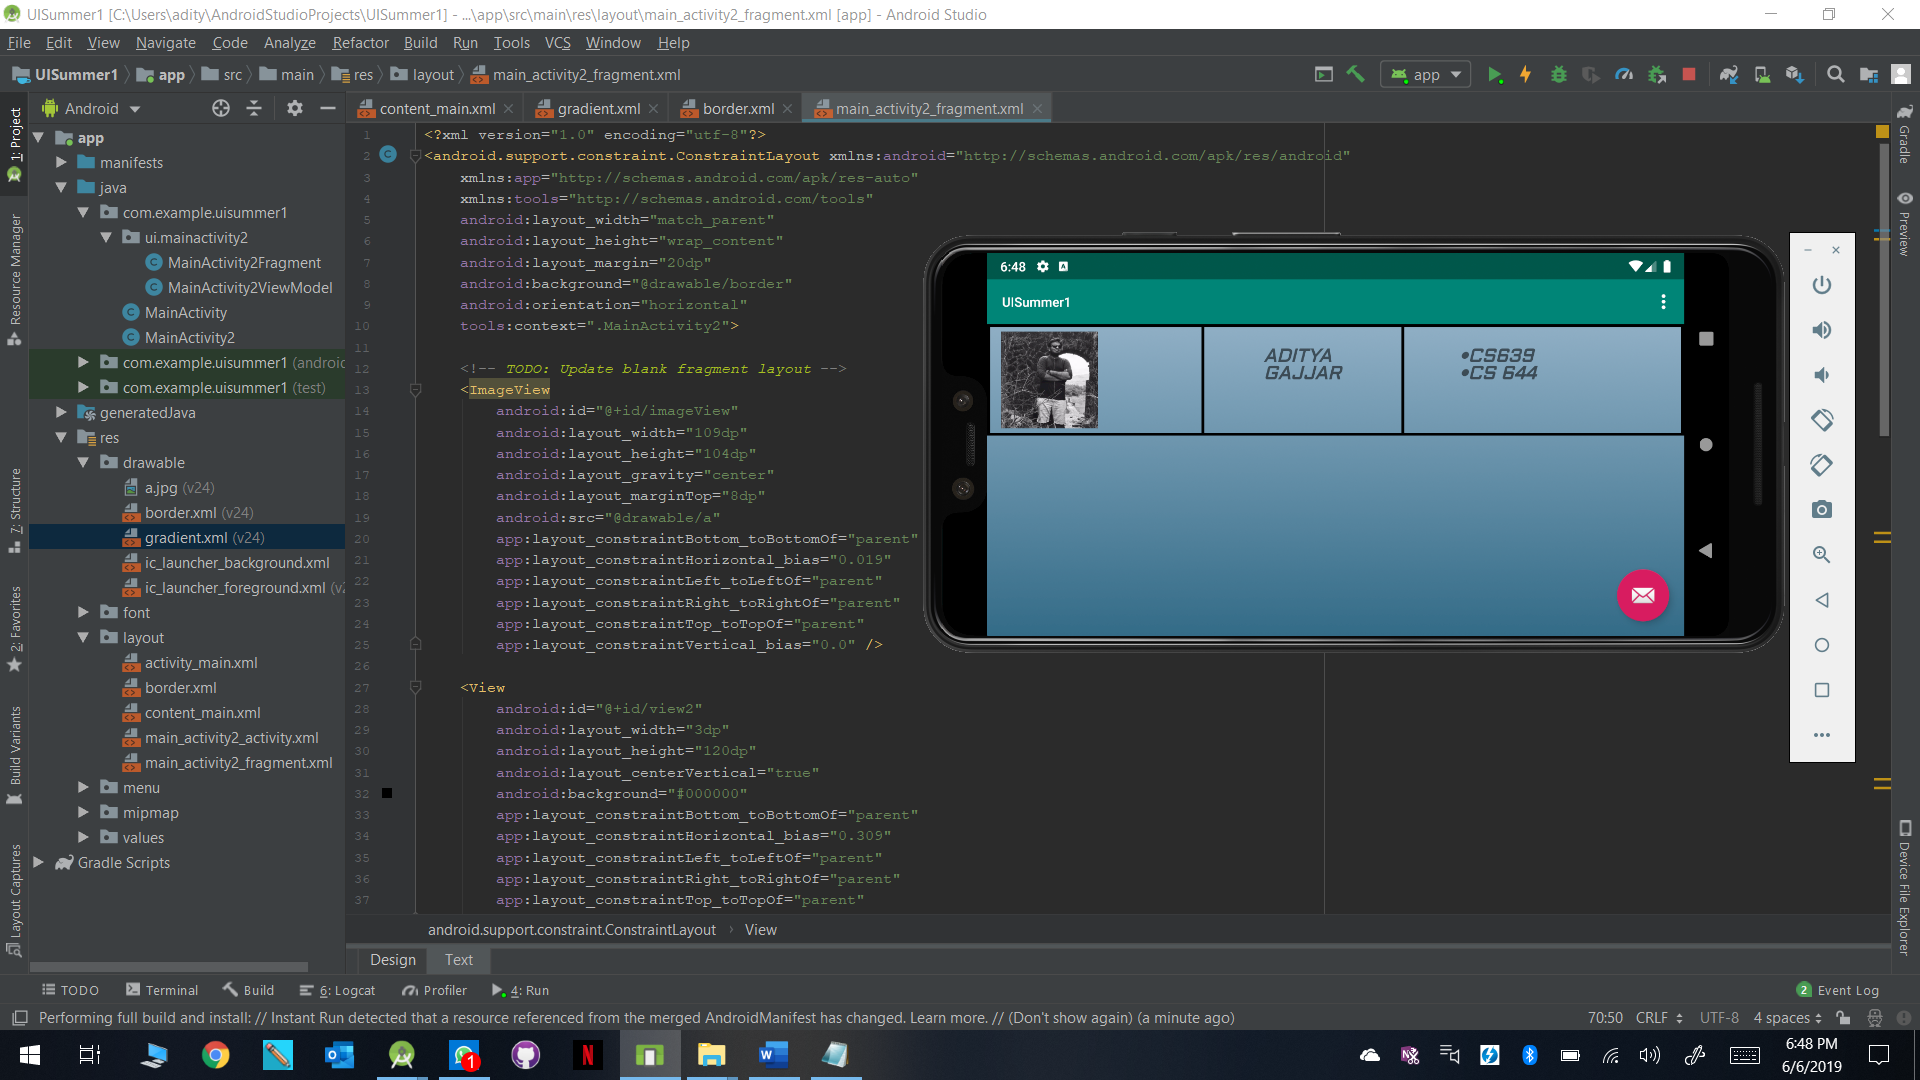 UISummer1 [C:\Users\adity\AndroidStudioProjects\UISummer1] - ...\app\src\main\res\layout\main_activity2_fragment.xml [app] - Android Studio
File Edit View Navigate Code Analyze Refactor Build Run Tools VCS Window Help
UISummer1 app src main res layout main_activity2_fragment.xml
app
Android
content_main.xml gradient.xml border.xml main_activity2_fragment.xml
1: Project
Resource Manager
7: Structure
2: Favorites
Build Variants
Layout Captures
app
manifests
java
com.example.uisummer1
ui.mainactivity2
MainActivity2Fragment
MainActivity2ViewModel
MainActivity
MainActivity2
com.example.uisummer1 (android
com.example.uisummer1 (test)
generatedJava
res
drawable
a.jpg (v24)
border.xml (v24)
gradient.xml (v24)
ic_launcher_background.xml
ic_launcher_foreground.xml (v2
font
layout
activity_main.xml
border.xml
content_main.xml
main_activity2_activity.xml
main_activity2_fragment.xml
menu
mipmap
values
Gradle Scripts
1 <?xml version="1.0" encoding="utf-8"?>
2 <android.support.constraint.ConstraintLayout xmlns:android="http://schemas.android.com/apk/res/android"
3 xmlns:app="http://schemas.android.com/apk/res-auto"
4 xmlns:tools="http://schemas.android.com/tools"
5 android:layout_width="match_parent"
6 android:layout_height="wrap_content"
7 android:layout_margin="20dp"
8 android:background="@drawable/border"
9 android:orientation="horizontal"
10 tools:context=".MainActivity2">
11
12 <!-- TODO: Update blank fragment layout -->
13 <ImageView
14 android:id="@+id/imageView"
15 android:layout_width="109dp"
16 android:layout_height="104dp"
17 android:layout_gravity="center"
18 android:layout_marginTop="8dp"
19 android:src="@drawable/a"
20 app:layout_constraintBottom_toBottomOf="parent"
21 app:layout_constraintHorizontal_bias="0.019"
22 app:layout_constraintLeft_toLeftOf="parent"
23 app:layout_constraintRight_toRightOf="parent"
24 app:layout_constraintTop_toTopOf="parent"
25 app:layout_constraintVertical_bias="0.0" />
26
27 <View
28 android:id="@+id/view2"
29 android:layout_width="3dp"
30 android:layout_height="120dp"
31 android:layout_centerVertical="true"
32 android:background="#000000"
33 app:layout_constraintBottom_toBottomOf="parent"
34 app:layout_constraintHorizontal_bias="0.309"
35 app:layout_constraintLeft_toLeftOf="parent"
36 app:layout_constraintRight_toRightOf="parent"
37 app:layout_constraintTop_toTopOf="parent"
6:48
UISummer1
ADITYA
GAJJAR
•CS639
•CS 644
Gradle
Preview
Device File Explorer
android.support.constraint.ConstraintLayout › View
Design Text
TODO Terminal Build 6: Logcat Profiler 4: Run
2 Event Log
Performing full build and install: // Instant Run detected that a resource referenced from the merged AndroidManifest has changed. Learn more. // (Don't show again) (a minute ago)
70:50 CRLF UTF-8 4 spaces
1
6:48 PM
6/6/2019